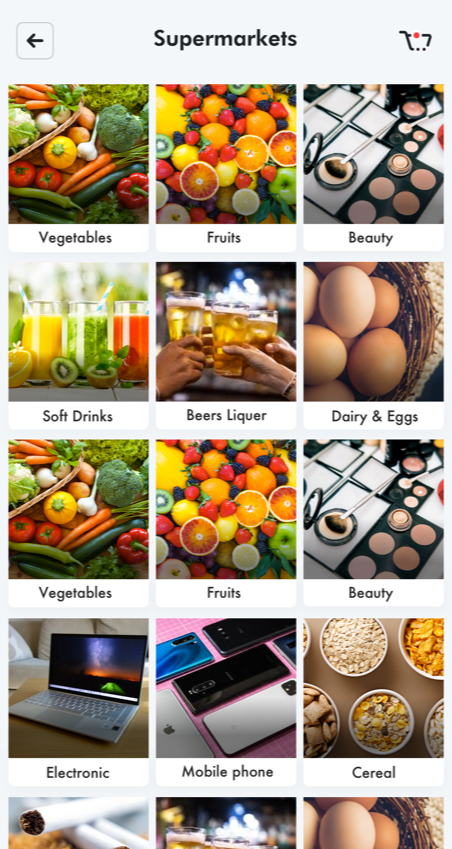 Supermarkets
Vegetables
Fruits
Beauty
Soft Drinks
Beers Liquer
Dairy & Eggs
Vegetables
Fruits
Beauty
Electronic
Mobile phone
Cereal